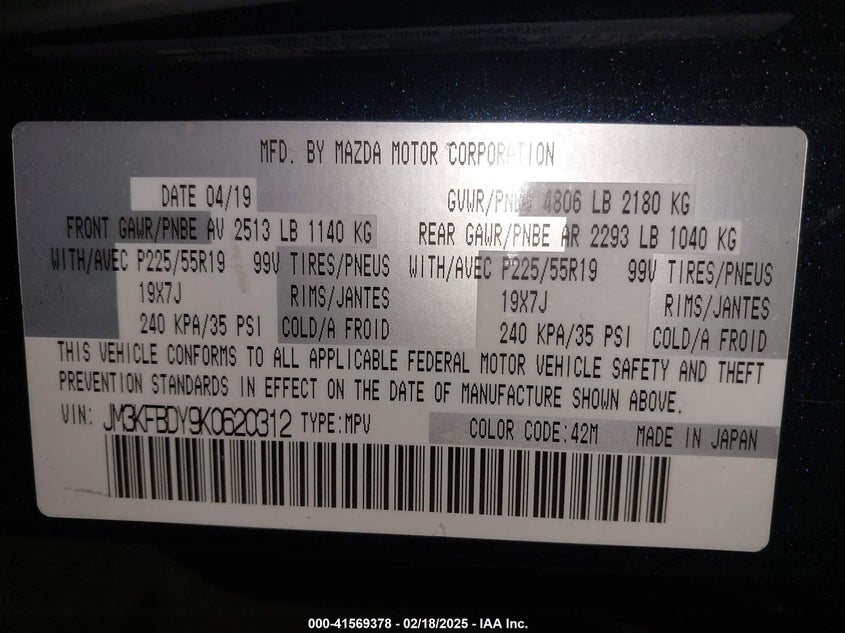 MFD. BY MAZDA MOTOR CORPORATION
DATE 04/19 GVWR/PNBV 4806 LB 2180 KG
FRONT GAWR/PNBE AV 2513 LB 1140 KG REAR GAWR/PNBE AR 2293 LB 1040 KG
WITH/AVEC P225/55R19 99V TIRES/PNEUS WITH/AVEC P225/55R19 99V TIRES/PNEUS
19X7J RIMS/JANTES 19X7J RIMS/JANTES
240 KPA/35 PSI COLD/A FROID 240 KPA/35 PSI COLD/A FROID
THIS VEHICLE CONFORMS TO ALL APPLICABLE FEDERAL MOTOR VEHICLE SAFETY AND THEFT
PREVENTION STANDARDS IN EFFECT ON THE DATE OF MANUFACTURE SHOWN ABOVE.
VIN: JM3KFBDY9K0620312 TYPE:MPV COLOR CODE:42M MADE IN JAPAN
000-41569378 - 02/18/2025 - IAA Inc.